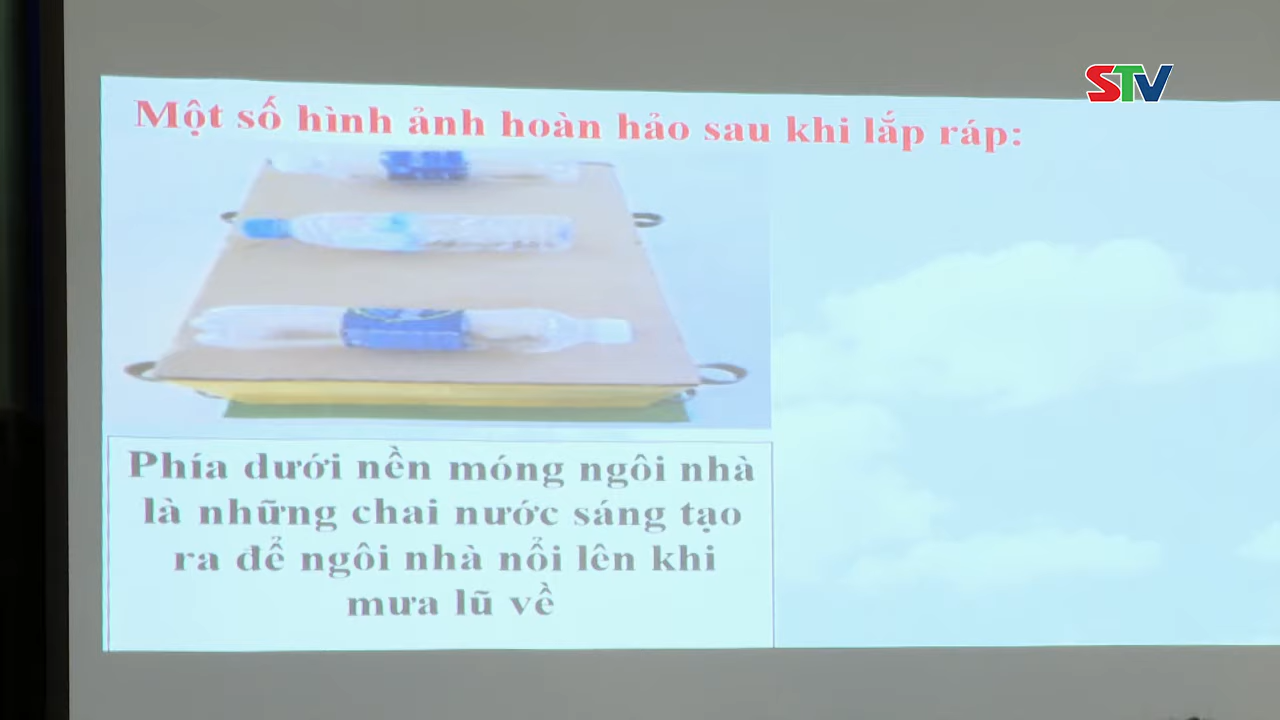 STV
Một số hình ảnh hoàn hảo sau khi lắp ráp:
Phía dưới nền móng ngôi nhà
là những chai nước sáng tạo
ra để ngôi nhà nổi lên khi
mưa lũ về